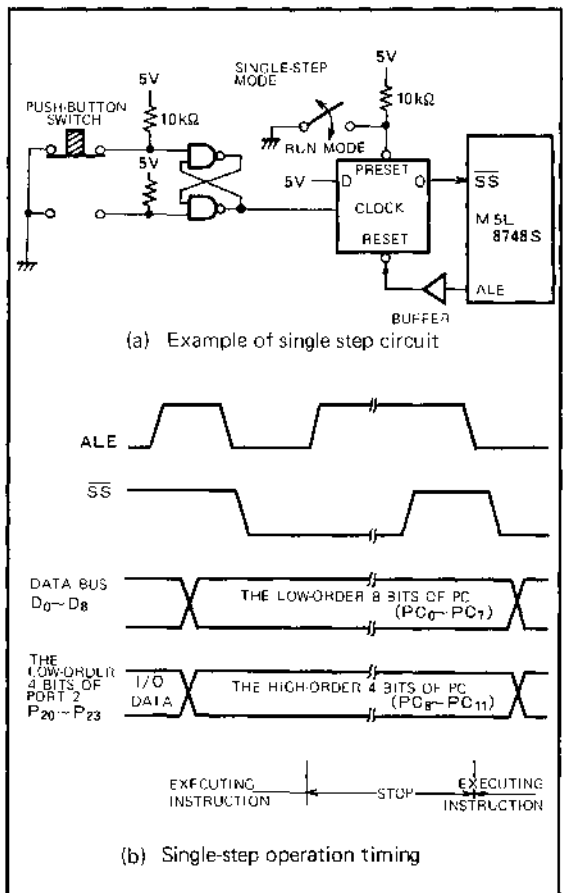 5V
SINGLE-STEP
MODE
5V
PUSH-BUTTON
SWITCH
10kΩ
10kΩ
5V
RUN MODE
5V
PRESET
D
Q
CLOCK
RESET
S̅S̅
M5L
8748S
ALE
BUFFER
(a) Example of single step circuit
ALE
S̅S̅
DATA BUS
D₀~D₈
THE LOW-ORDER 8 BITS OF PC
(PC₀~PC₇)
THE
LOW-ORDER
4 BITS OF
PORT 2
P₂₀~P₂₃
I/O
DATA
THE HIGH-ORDER 4 BITS OF PC
(PC₈~PC₁₁)
EXECUTING
INSTRUCTION
STOP
EXECUTING
INSTRUCTION
(b) Single-step operation timing